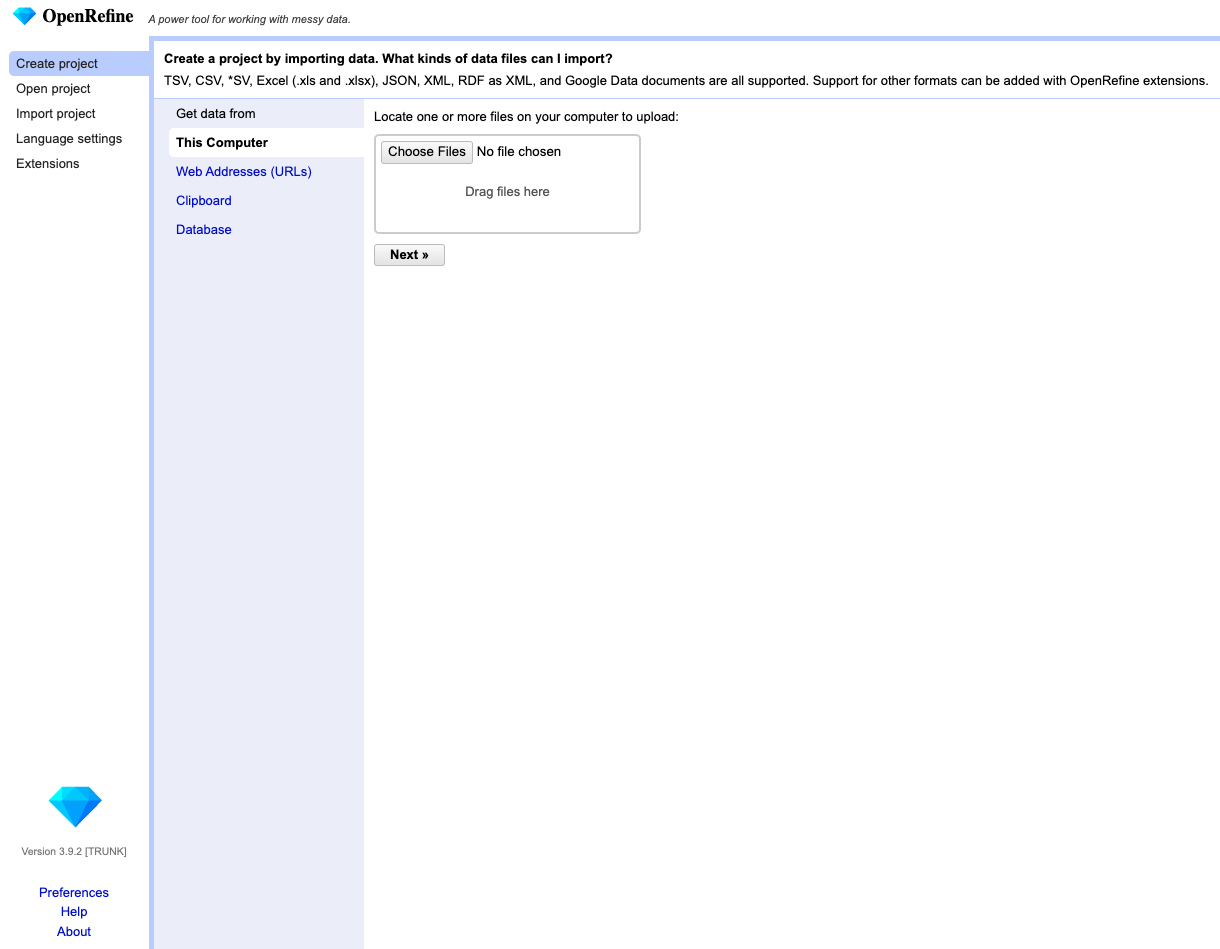 OpenRefine A power tool for working with messy data.
Create project
Open project
Import project
Language settings
Extensions
Create a project by importing data. What kinds of data files can I import?
TSV, CSV, *SV, Excel (.xls and .xlsx), JSON, XML, RDF as XML, and Google Data documents are all supported. Support for other formats can be added with OpenRefine extensions.
Get data from
This Computer
Web Addresses (URLs)
Clipboard
Database
Locate one or more files on your computer to upload:
Choose Files No file chosen
Drag files here
Next »
Version 3.9.2 [TRUNK]
Preferences
Help
About